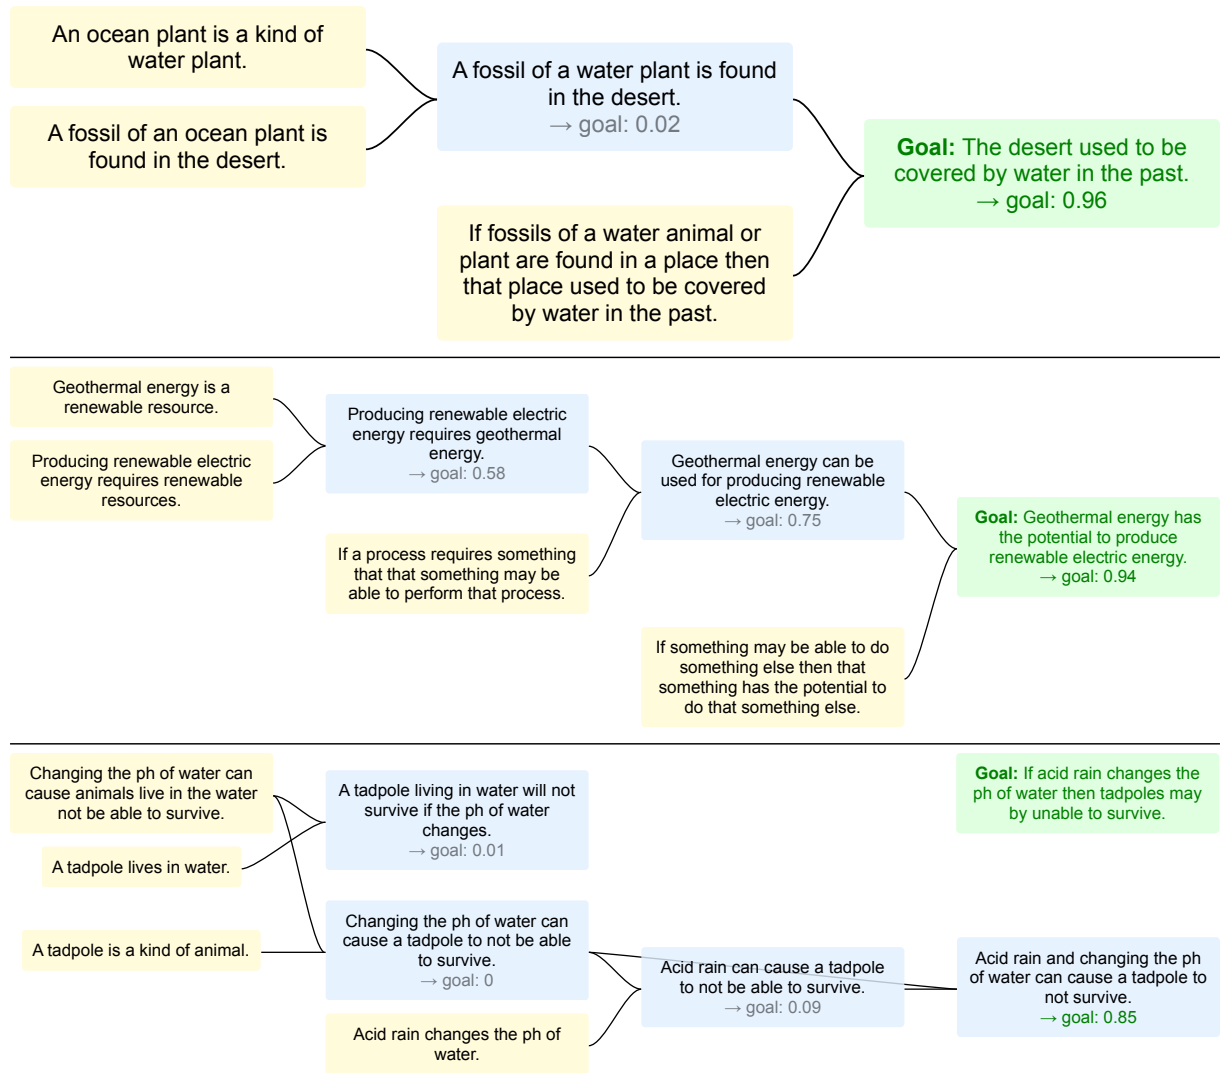 An ocean plant is a kind of
water plant.
A fossil of an ocean plant is
found in the desert.
A fossil of a water plant is found
in the desert.
→ goal: 0.02
If fossils of a water animal or
plant are found in a place then
that place used to be covered
by water in the past.
Goal: The desert used to be
covered by water in the past.
→ goal: 0.96
Geothermal energy is a
renewable resource.
Producing renewable electric
energy requires renewable
resources.
Producing renewable electric
energy requires geothermal
energy.
→ goal: 0.58
If a process requires something
that that something may be
able to perform that process.
Geothermal energy can be
used for producing renewable
electric energy.
→ goal: 0.75
If something may be able to do
something else then that
something has the potential to
do that something else.
Goal: Geothermal energy has
the potential to produce
renewable electric energy.
→ goal: 0.94
Changing the ph of water can
cause animals live in the water
not be able to survive.
A tadpole lives in water.
A tadpole is a kind of animal.
A tadpole living in water will not
survive if the ph of water
changes.
→ goal: 0.01
Changing the ph of water can
cause a tadpole to not be able
to survive.
→ goal: 0
Acid rain changes the ph of
water.
Acid rain can cause a tadpole
to not be able to survive.
→ goal: 0.09
Goal: If acid rain changes the
ph of water then tadpoles may
by unable to survive.
Acid rain and changing the ph
of water can cause a tadpole to
not survive.
→ goal: 0.85